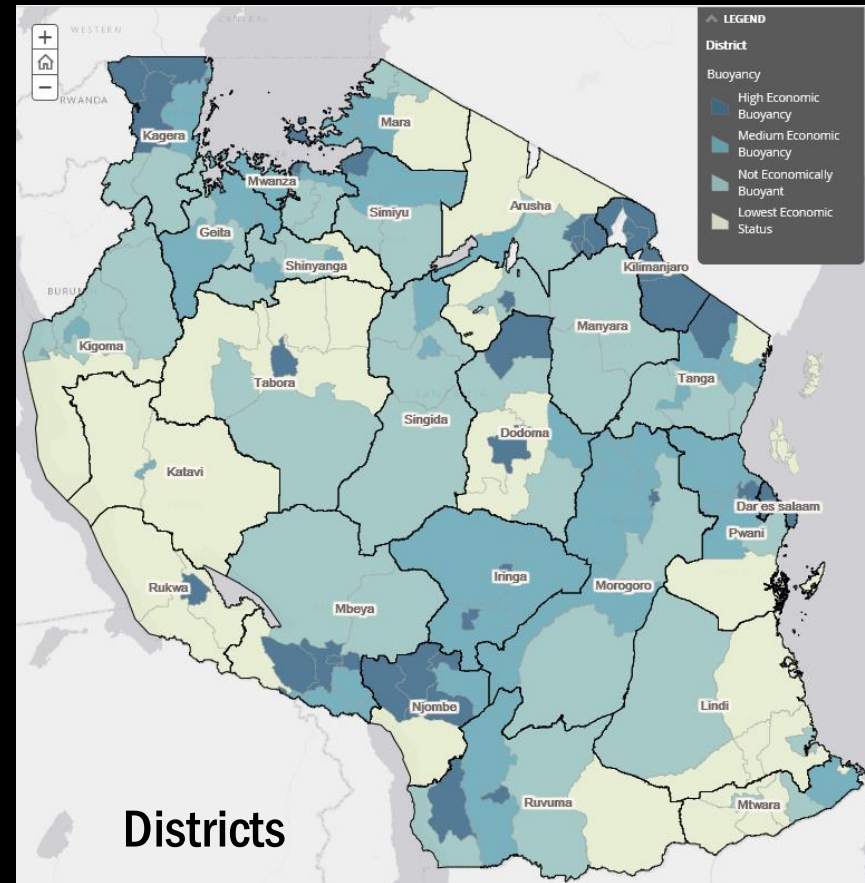 WESTERN
CENTRAL
+
−
LEGEND
District
Buoyancy
High Economic
Buoyancy
Medium Economic
Buoyancy
Not Economically
Buoyant
Lowest Economic
Status
RWANDA
Kagera
Mara
Mwanza
Simiyu
Arusha
Geita
Shinyanga
Kilimanjaro
BURUN
Kigoma
Manyara
Tabora
Tanga
Singida
Dodoma
Katavi
Dar es salaam
Pwani
Iringa
Rukwa
Morogoro
Mbeya
Njombe
Lindi
Ruvuma
Mtwara
Districts